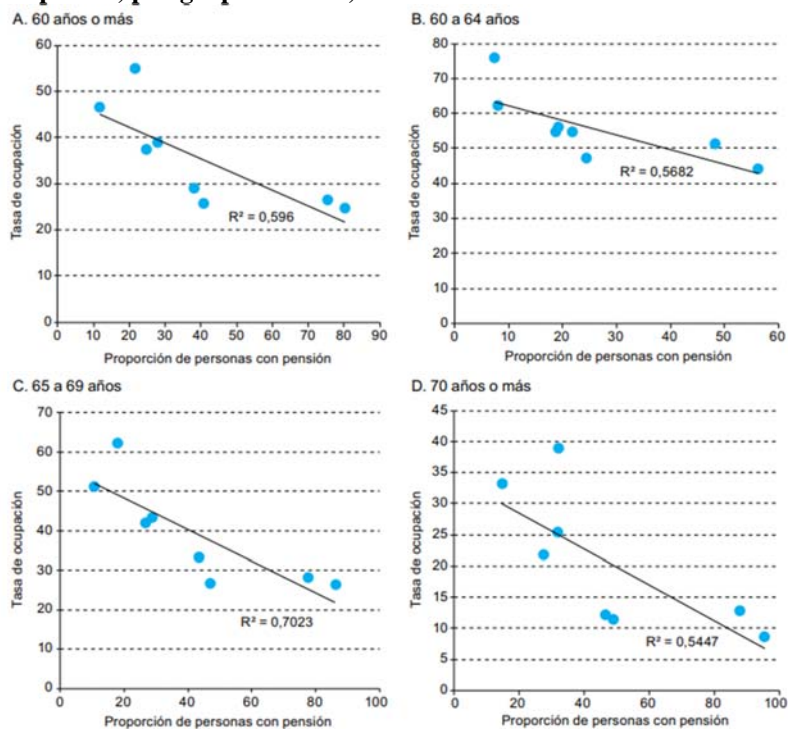 A. 60 años o más
60
50
40
30
20
10
0
Tasa de ocupación
R² = 0,596
0 10 20 30 40 50 60 70 80 90
Proporción de personas con pensión
B. 60 a 64 años
80
70
60
50
40
30
20
10
0
Tasa de ocupación
R² = 0,5682
0 10 20 30 40 50 60
Proporción de personas con pensión
C. 65 a 69 años
70
60
50
40
30
20
10
0
Tasa de ocupación
R² = 0,7023
0 20 40 60 80 100
Proporción de personas con pensión
D. 70 años o más
45
40
35
30
25
20
15
10
5
0
Tasa de ocupación
R² = 0,5447
0 20 40 60 80 100
Proporción de personas con pensión